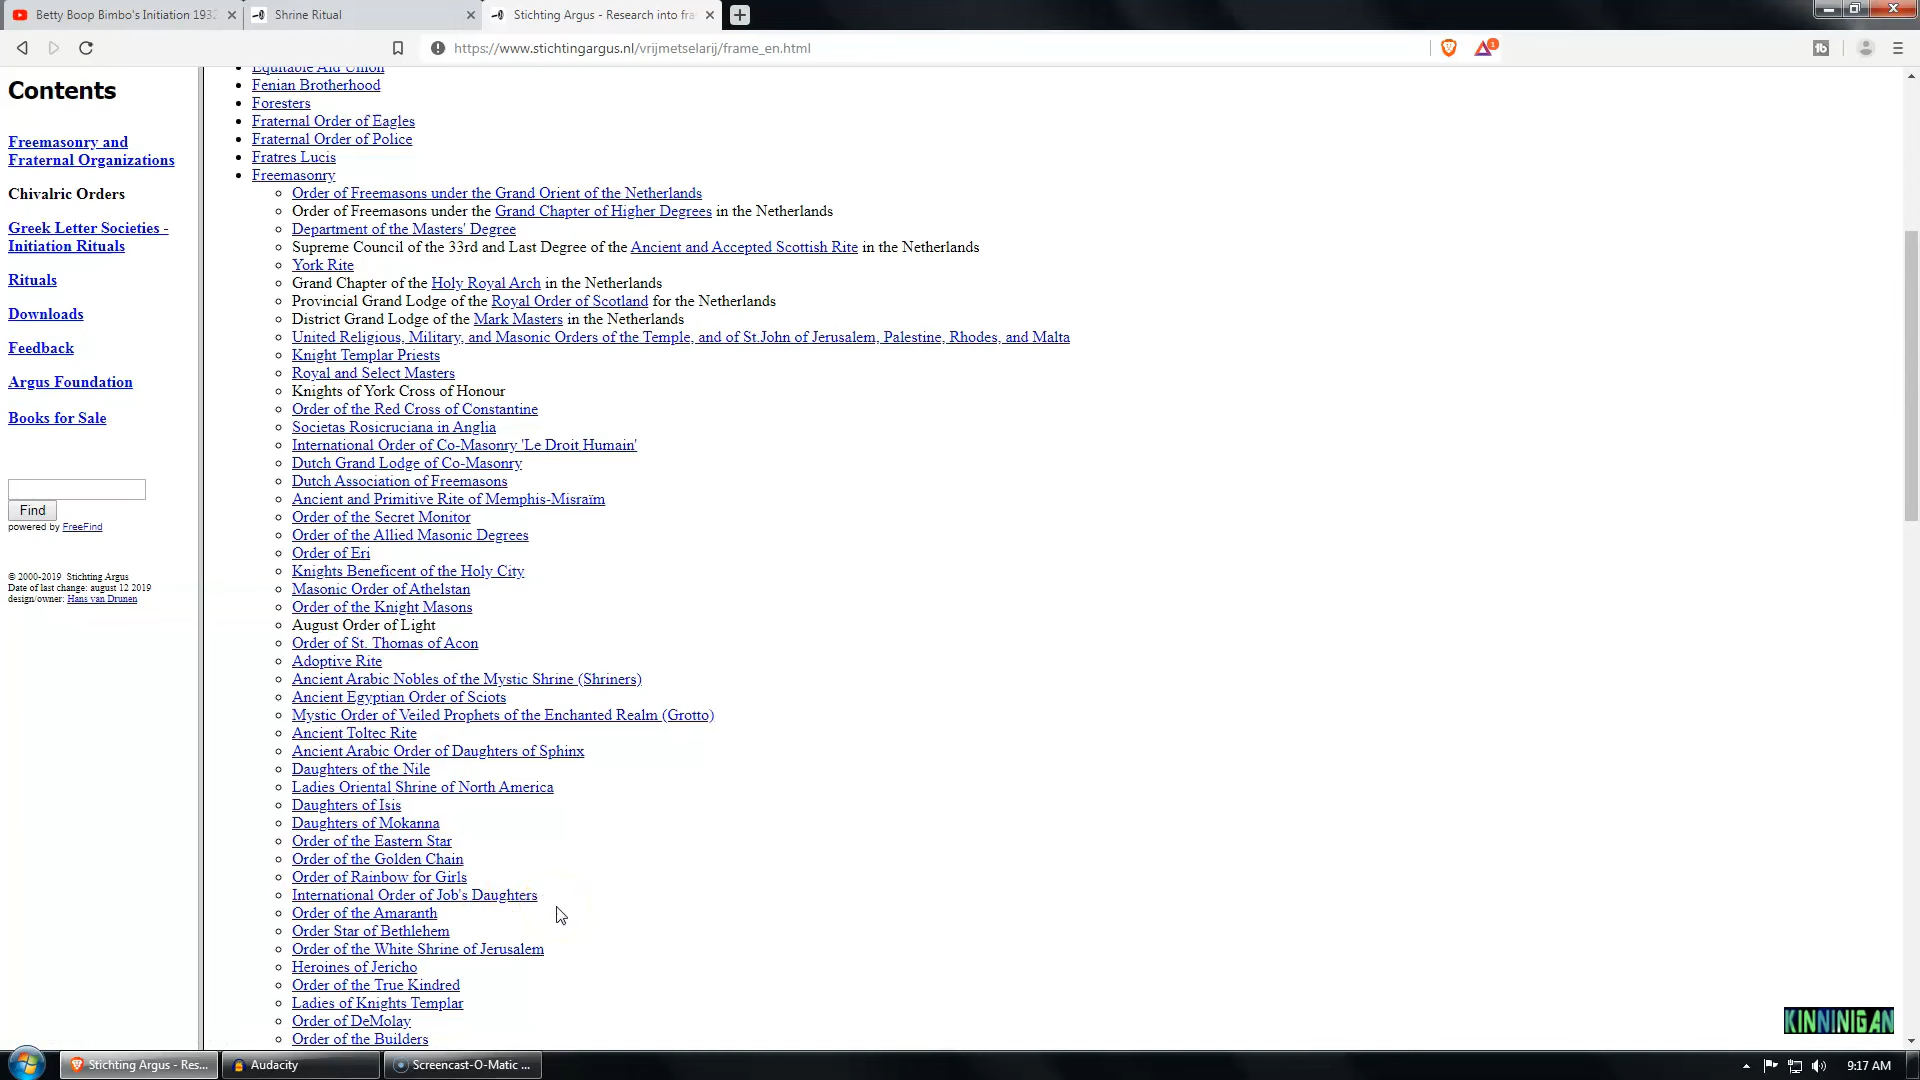 Betty Boop Bimbo's Initiation 1932
Shrine Ritual
Stichting Argus - Research into fra
https://www.stichtingargus.nl/vrijmetselarij/frame_en.html
1
Contents
Freemasonry and
Fraternal Organizations
Chivalric Orders
Greek Letter Societies -
Initiation Rituals
Rituals
Downloads
Feedback
Argus Foundation
Books for Sale
Find
powered by FreeFind
© 2000-2019 Stichting Argus
Date of last change: august 12 2019
design/owner: Hans van Drunen
Equitable Aid Union
Fenian Brotherhood
Foresters
Fraternal Order of Eagles
Fraternal Order of Police
Fratres Lucis
Freemasonry
Order of Freemasons under the Grand Orient of the Netherlands
Order of Freemasons under the Grand Chapter of Higher Degrees in the Netherlands
Department of the Masters' Degree
Supreme Council of the 33rd and Last Degree of the Ancient and Accepted Scottish Rite in the Netherlands
York Rite
Grand Chapter of the Holy Royal Arch in the Netherlands
Provincial Grand Lodge of the Royal Order of Scotland for the Netherlands
District Grand Lodge of the Mark Masters in the Netherlands
United Religious, Military, and Masonic Orders of the Temple, and of St.John of Jerusalem, Palestine, Rhodes, and Malta
Knight Templar Priests
Royal and Select Masters
Knights of York Cross of Honour
Order of the Red Cross of Constantine
Societas Rosicruciana in Anglia
International Order of Co-Masonry 'Le Droit Humain'
Dutch Grand Lodge of Co-Masonry
Dutch Association of Freemasons
Ancient and Primitive Rite of Memphis-Misraïm
Order of the Secret Monitor
Order of the Allied Masonic Degrees
Order of Eri
Knights Beneficent of the Holy City
Masonic Order of Athelstan
Order of the Knight Masons
August Order of Light
Order of St. Thomas of Acon
Adoptive Rite
Ancient Arabic Nobles of the Mystic Shrine (Shriners)
Ancient Egyptian Order of Sciots
Mystic Order of Veiled Prophets of the Enchanted Realm (Grotto)
Ancient Toltec Rite
Ancient Arabic Order of Daughters of Sphinx
Daughters of the Nile
Ladies Oriental Shrine of North America
Daughters of Isis
Daughters of Mokanna
Order of the Eastern Star
Order of the Golden Chain
Order of Rainbow for Girls
International Order of Job's Daughters
Order of the Amaranth
Order Star of Bethlehem
Order of the White Shrine of Jerusalem
Heroines of Jericho
Order of the True Kindred
Ladies of Knights Templar
Order of DeMolay
Order of the Builders
KINNINIGAN
Stichting Argus - Res...
Audacity
Screencast-O-Matic ...
9:17 AM